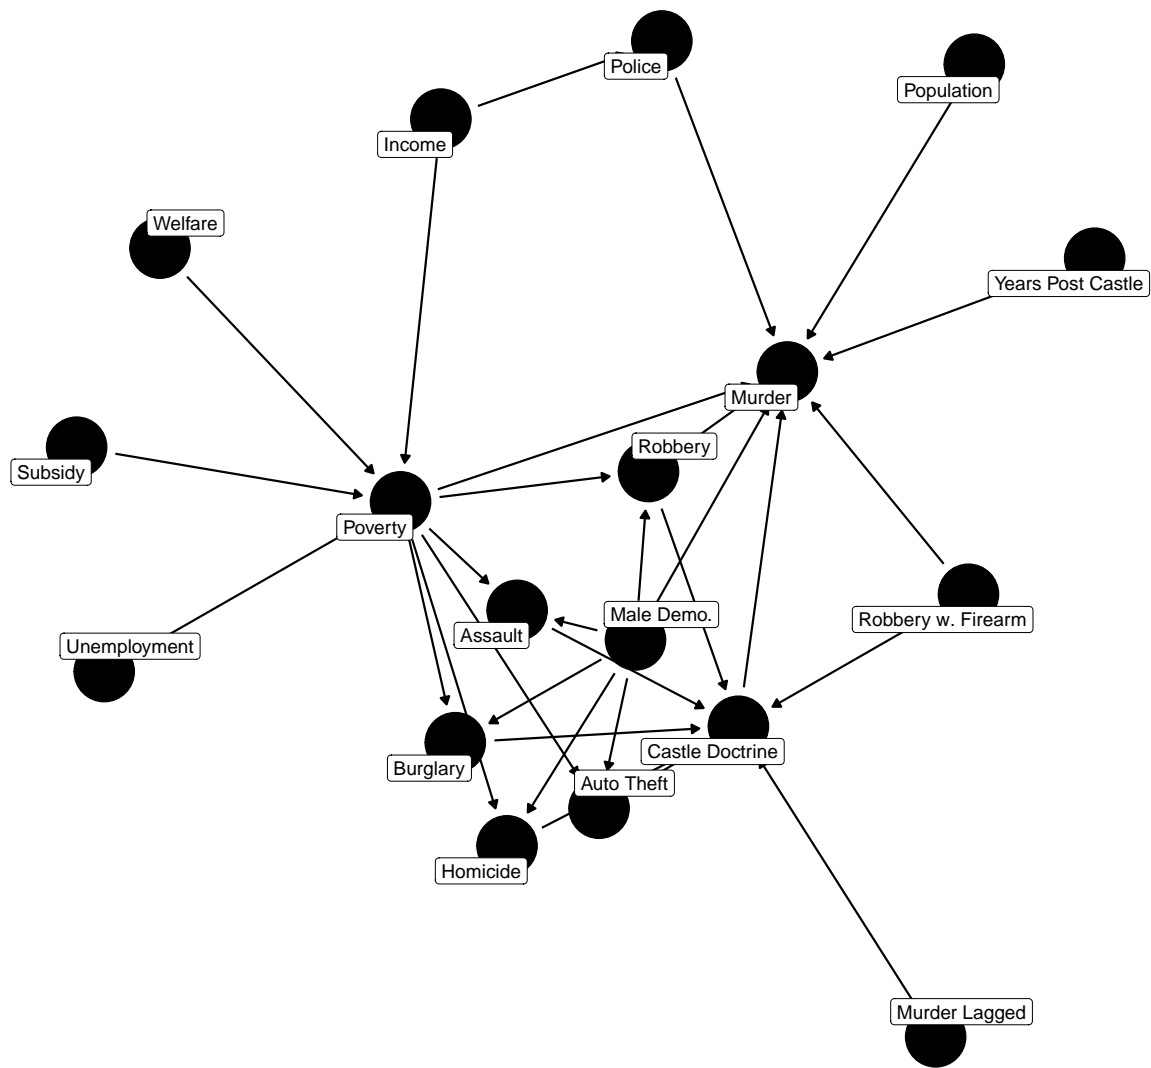 Police
Population
Income
Welfare
Years Post Castle
Murder
Robbery
Subsidy
Poverty
Male Demo.
Robbery w. Firearm
Assault
Unemployment
Castle Doctrine
Burglary
Auto Theft
Homicide
Murder Lagged